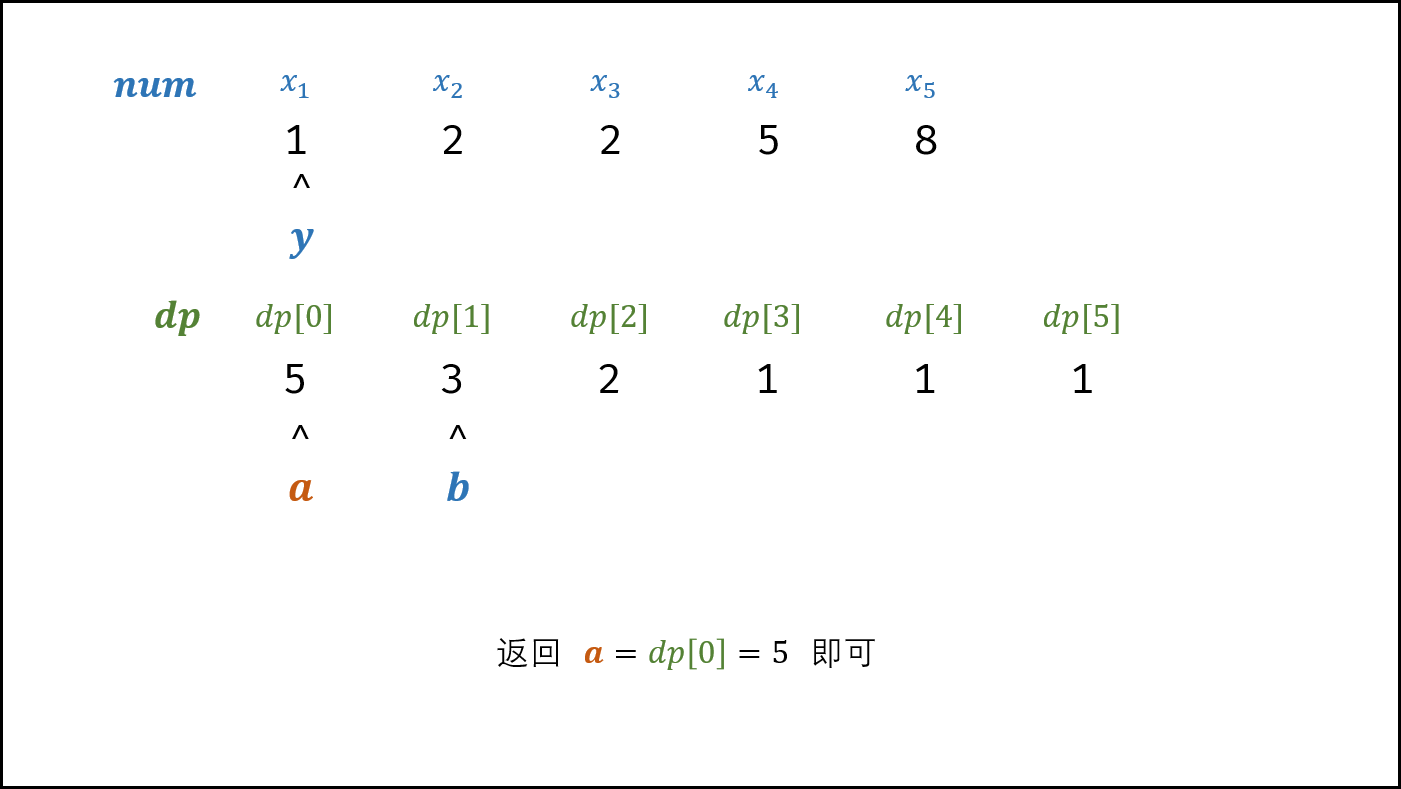 num x₁ x₂ x₃ x₄ x₅
1 2 2 5 8
^
y
dp dp[0] dp[1] dp[2] dp[3] dp[4] dp[5]
5 3 2 1 1 1
^ ^
a b
返回 a = dp[0] = 5 即可